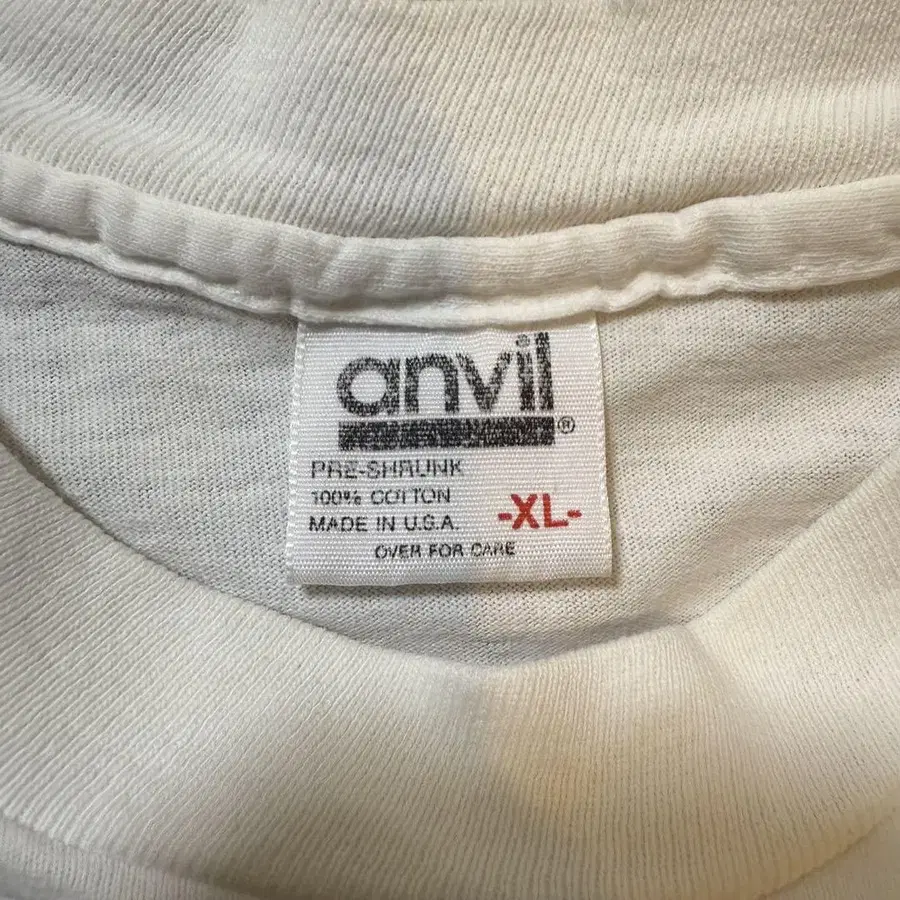 anvil®
PRE-SHRUNK
100% COTTON
MADE IN U.S.A. -XL-
OVER FOR CARE